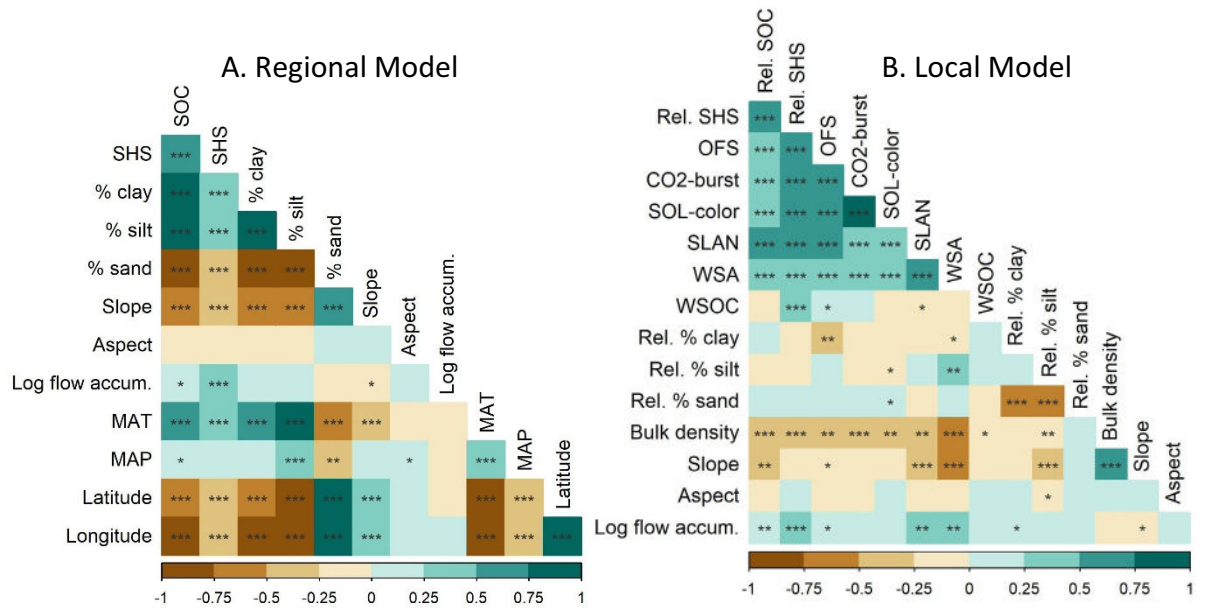 A. Regional Model
SOC
SHS
% clay
% silt
% sand
Slope
Aspect
Log flow accum.
MAT
MAP
Latitude
SHS ***
% clay *** ***
% silt *** *** ***
% sand *** *** *** ***
Slope *** *** *** *** ***
Aspect
Log flow accum. * *** *
MAT *** *** *** *** *** ***
MAP * *** ** * ***
Latitude *** *** *** *** *** *** *** ***
Longitude *** *** *** *** *** *** *** *** ***
-1 -0.75 -0.5 -0.25 0 0.25 0.5 0.75 1
B. Local Model
Rel. SOC
Rel. SHS
OFS
CO2-burst
SOL-color
SLAN
WSA
WSOC
Rel. % clay
Rel. % silt
Rel. % sand
Bulk density
Slope
Aspect
Rel. SHS ***
OFS *** ***
CO2-burst *** *** ***
SOL-color *** *** *** ***
SLAN *** *** *** *** ***
WSA *** *** *** *** *** ***
WSOC *** * *
Rel. % clay ** *
Rel. % silt * **
Rel. % sand * *** ***
Bulk density *** *** ** *** ** ** *** * **
Slope ** * *** *** *** ***
Aspect *
Log flow accum. ** *** * ** ** * *
-1 -0.75 -0.5 -0.25 0 0.25 0.5 0.75 1